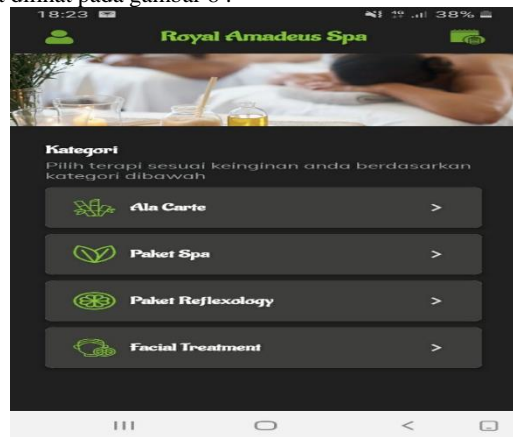 dilihat pada gambar 6 .
18:23 38%
Royal Amadeus Spa
Kategori
Pilih terapi sesuai keinginan anda berdasarkan
kategori dibawah
Ala Carte >
Paket Spa >
Paket Reflexology >
Facial Treatment >